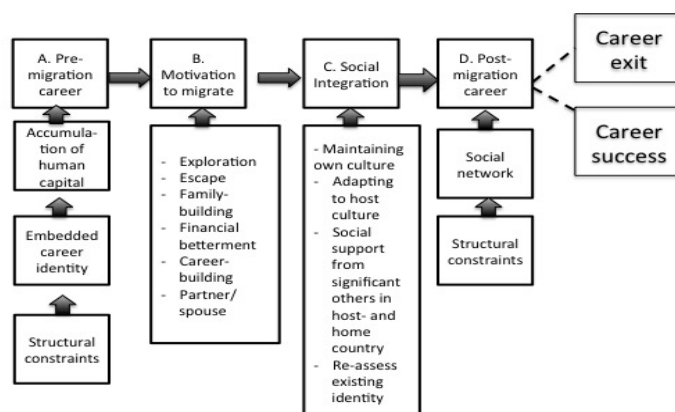 A. Pre-
migration
career
B.
Motivation
to migrate
C. Social
Integration
D. Post-
migration
career
Career
exit
Career
success
Accumula-
tion of
human
capital
Embedded
career
identity
Structural
constraints
- Exploration
- Escape
- Family-
building
- Financial
betterment
- Career-
building
- Partner/
spouse
- Maintaining
own culture
- Adapting
to host
culture
- Social
support
from
significant
others in
host- and
home
country
- Re-assess
existing
identity
Social
network
Structural
constraints